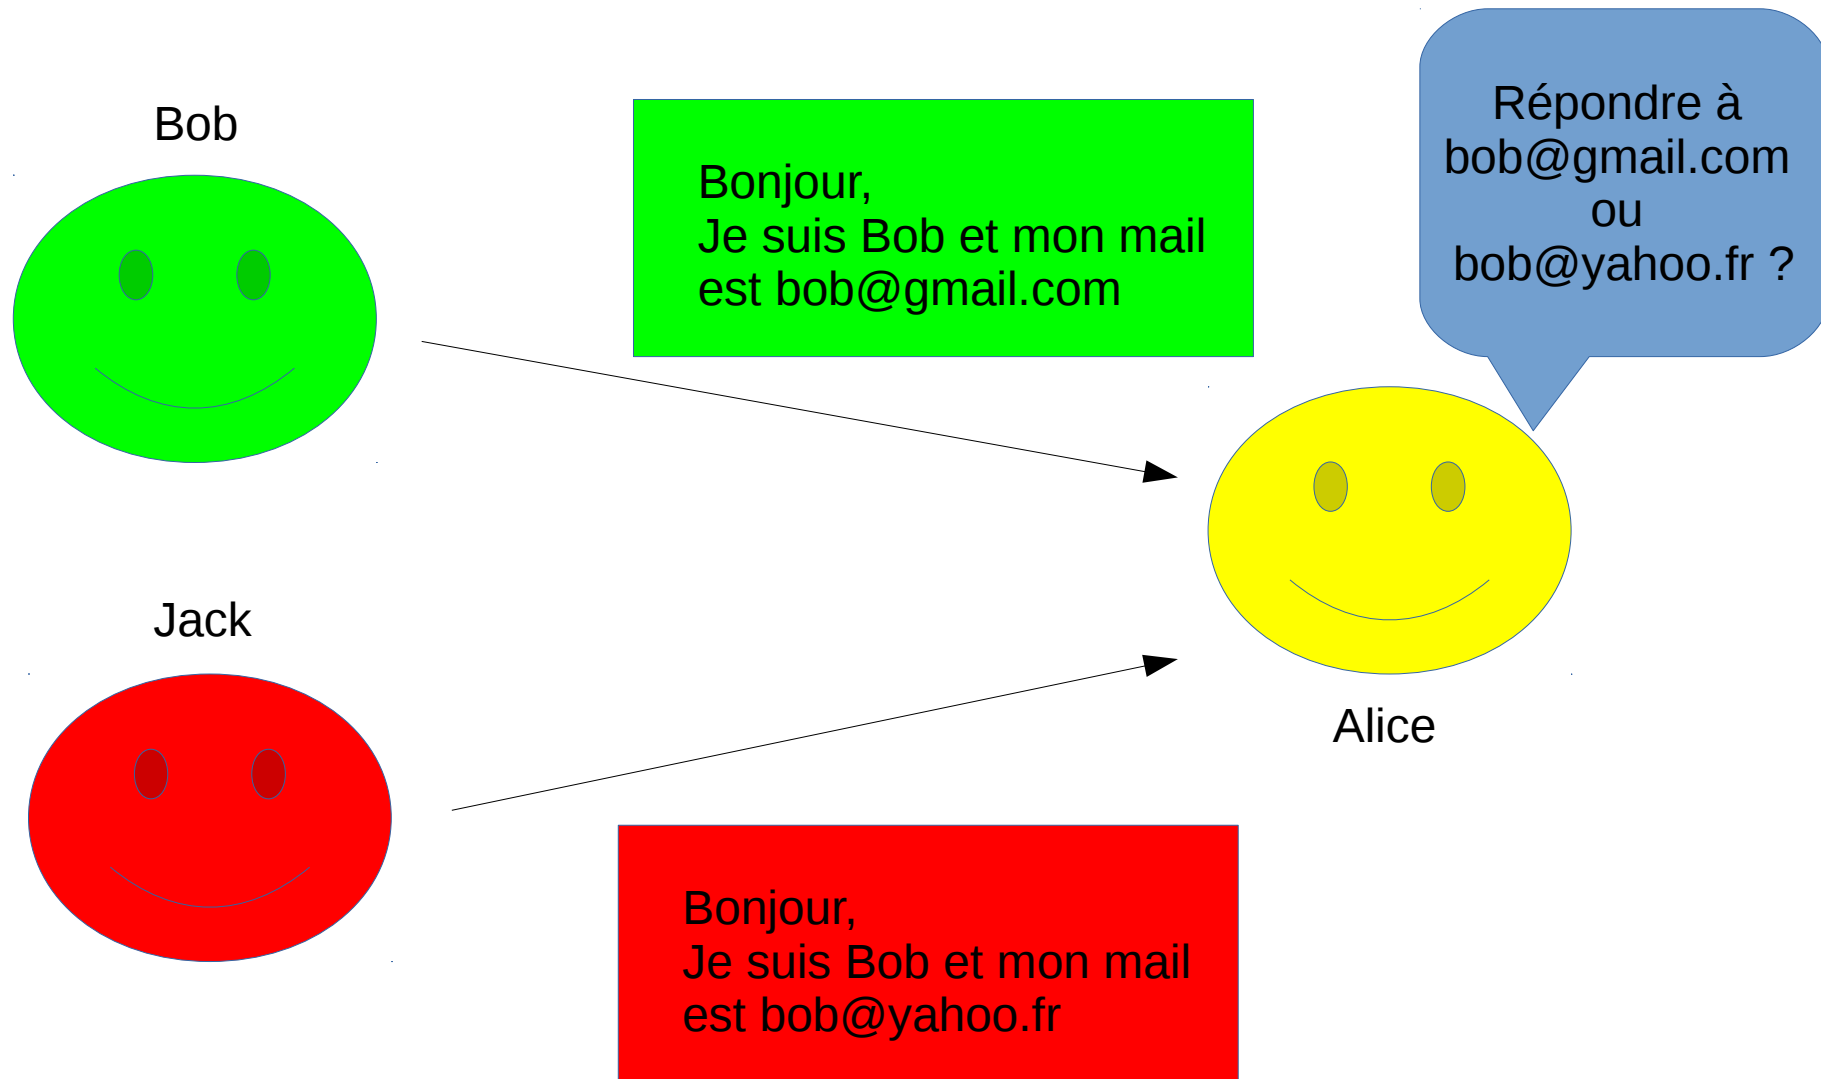 Bob
Bonjour,
Je suis Bob et mon mail
est bob@gmail.com
Répondre à
bob@gmail.com
ou
bob@yahoo.fr ?
Jack
Alice
Bonjour,
Je suis Bob et mon mail
est bob@yahoo.fr